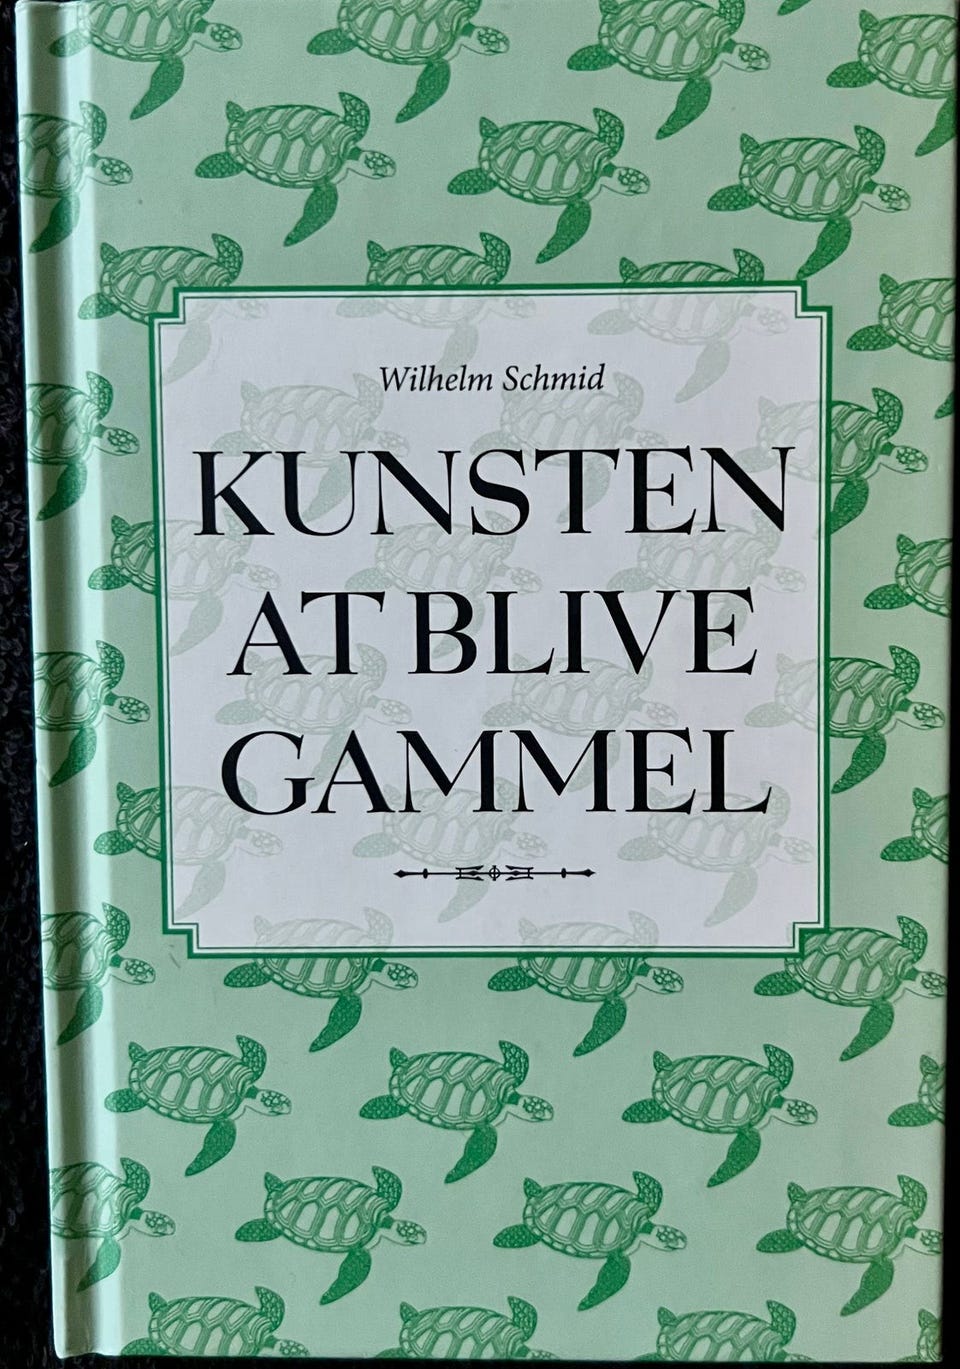 Wilhelm Schmid
KUNSTEN
AT BLIVE
GAMMEL